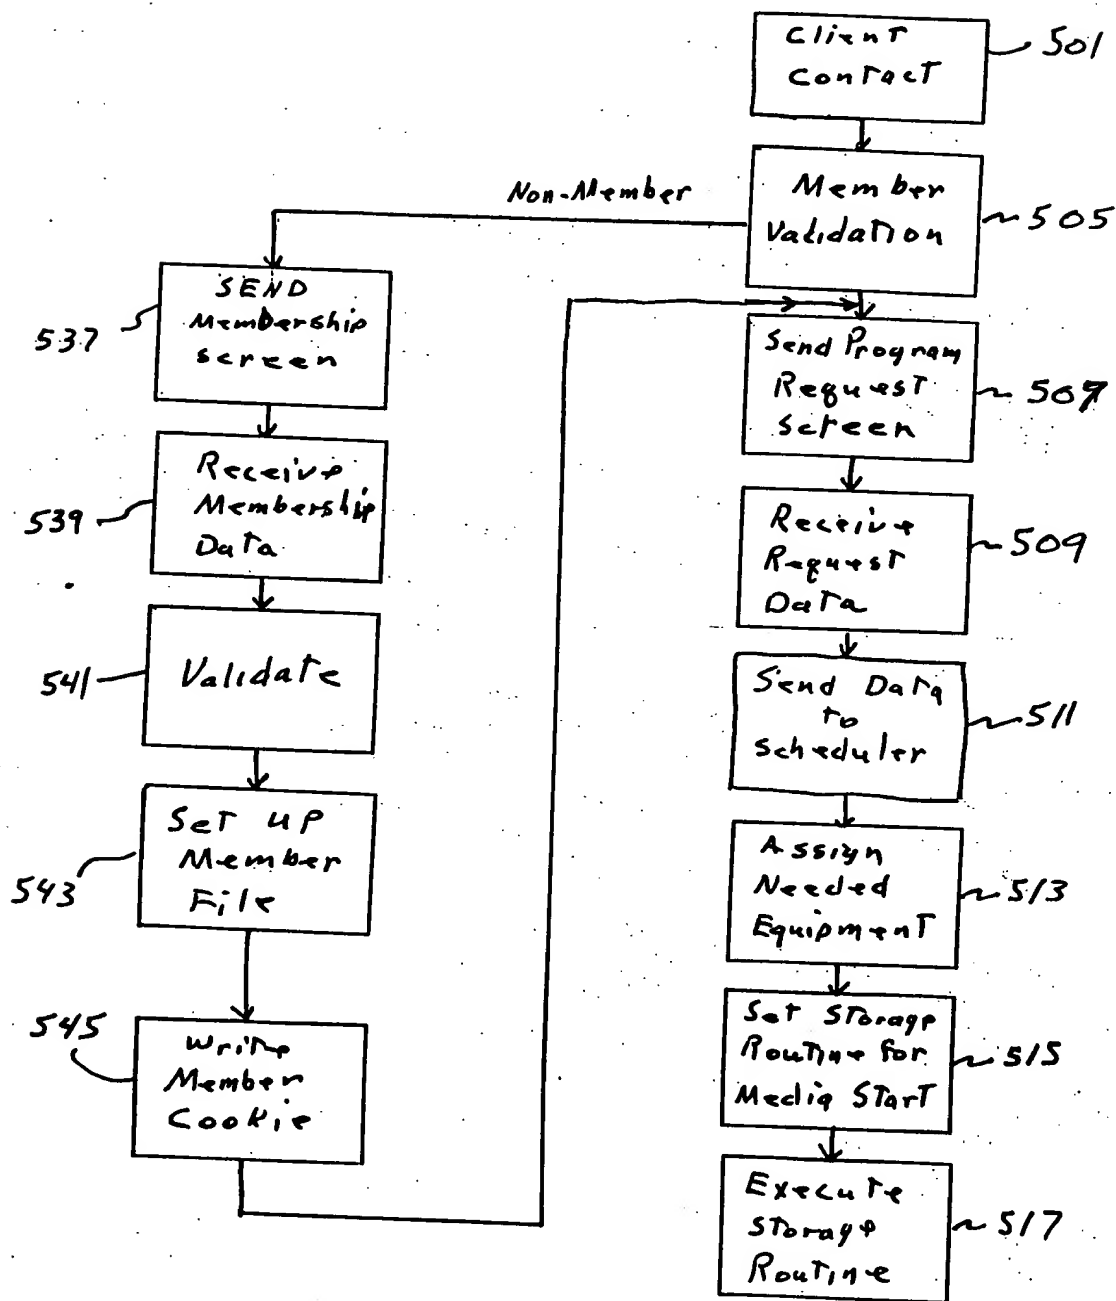 Client
Contact
501
Member
Validation
505
Non-Member
SEND
Membership
screen
537
Receive
Membership
Data
539
Validate
541
Set up
Member
File
543
Write
Member
Cookie
545
Send Program
Request
Screen
507
Receive
Request
Data
509
Send Data
to
Scheduler
511
Assign
Needed
Equipment
513
Set Storage
Routine for
Media Start
515
Execute
Storage
Routine
517